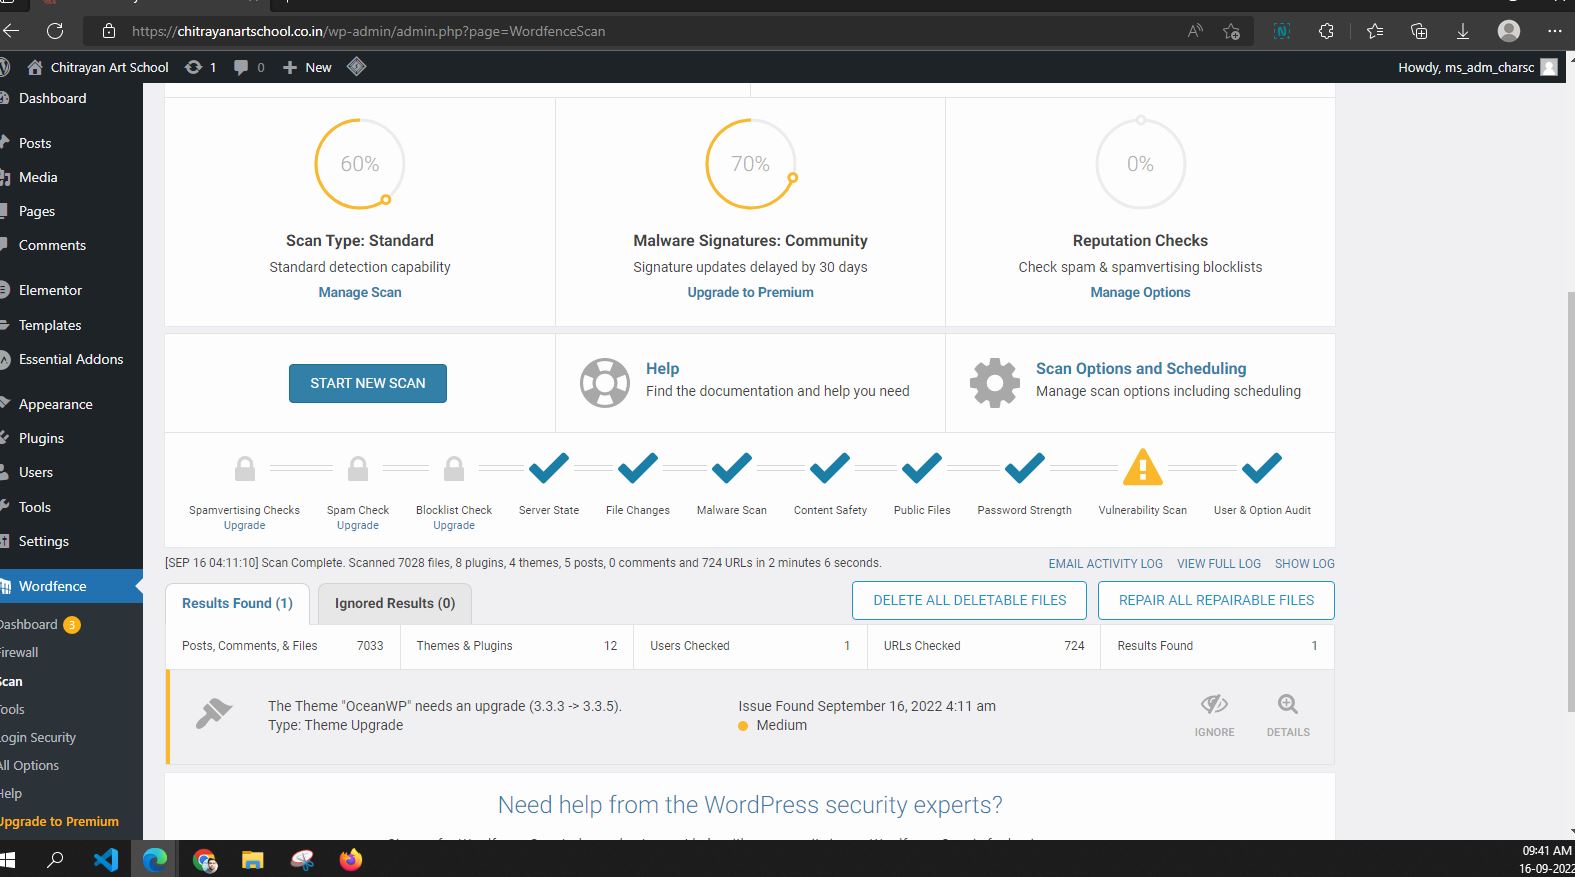 https://chitrayanartschool.co.in/wp-admin/admin.php?page=WordfenceScan
Chitrayan Art School 1 0 New Howdy, ms_adm_charsc
Dashboard
Posts
Media
Pages
Comments
Elementor
Templates
Essential Addons
Appearance
Plugins
Users
Tools
Settings
Wordfence
Dashboard 3
Firewall
Scan
Tools
Login Security
All Options
Help
Upgrade to Premium
60%
Scan Type: Standard
Standard detection capability
Manage Scan
70%
Malware Signatures: Community
Signature updates delayed by 30 days
Upgrade to Premium
0%
Reputation Checks
Check spam & spamvertising blocklists
Manage Options
START NEW SCAN
Help
Find the documentation and help you need
Scan Options and Scheduling
Manage scan options including scheduling
Spamvertising Checks
Upgrade
Spam Check
Upgrade
Blocklist Check
Upgrade
Server State
File Changes
Malware Scan
Content Safety
Public Files
Password Strength
Vulnerability Scan
User & Option Audit
[SEP 16 04:11:10] Scan Complete. Scanned 7028 files, 8 plugins, 4 themes, 5 posts, 0 comments and 724 URLs in 2 minutes 6 seconds.
EMAIL ACTIVITY LOG VIEW FULL LOG SHOW LOG
Results Found (1) Ignored Results (0)
DELETE ALL DELETABLE FILES REPAIR ALL REPAIRABLE FILES
Posts, Comments, & Files 7033 Themes & Plugins 12 Users Checked 1 URLs Checked 724 Results Found 1
The Theme "OceanWP" needs an upgrade (3.3.3 -> 3.3.5).
Type: Theme Upgrade
Issue Found September 16, 2022 4:11 am
Medium
IGNORE
DETAILS
Need help from the WordPress security experts?
09:41 AM
16-09-2022